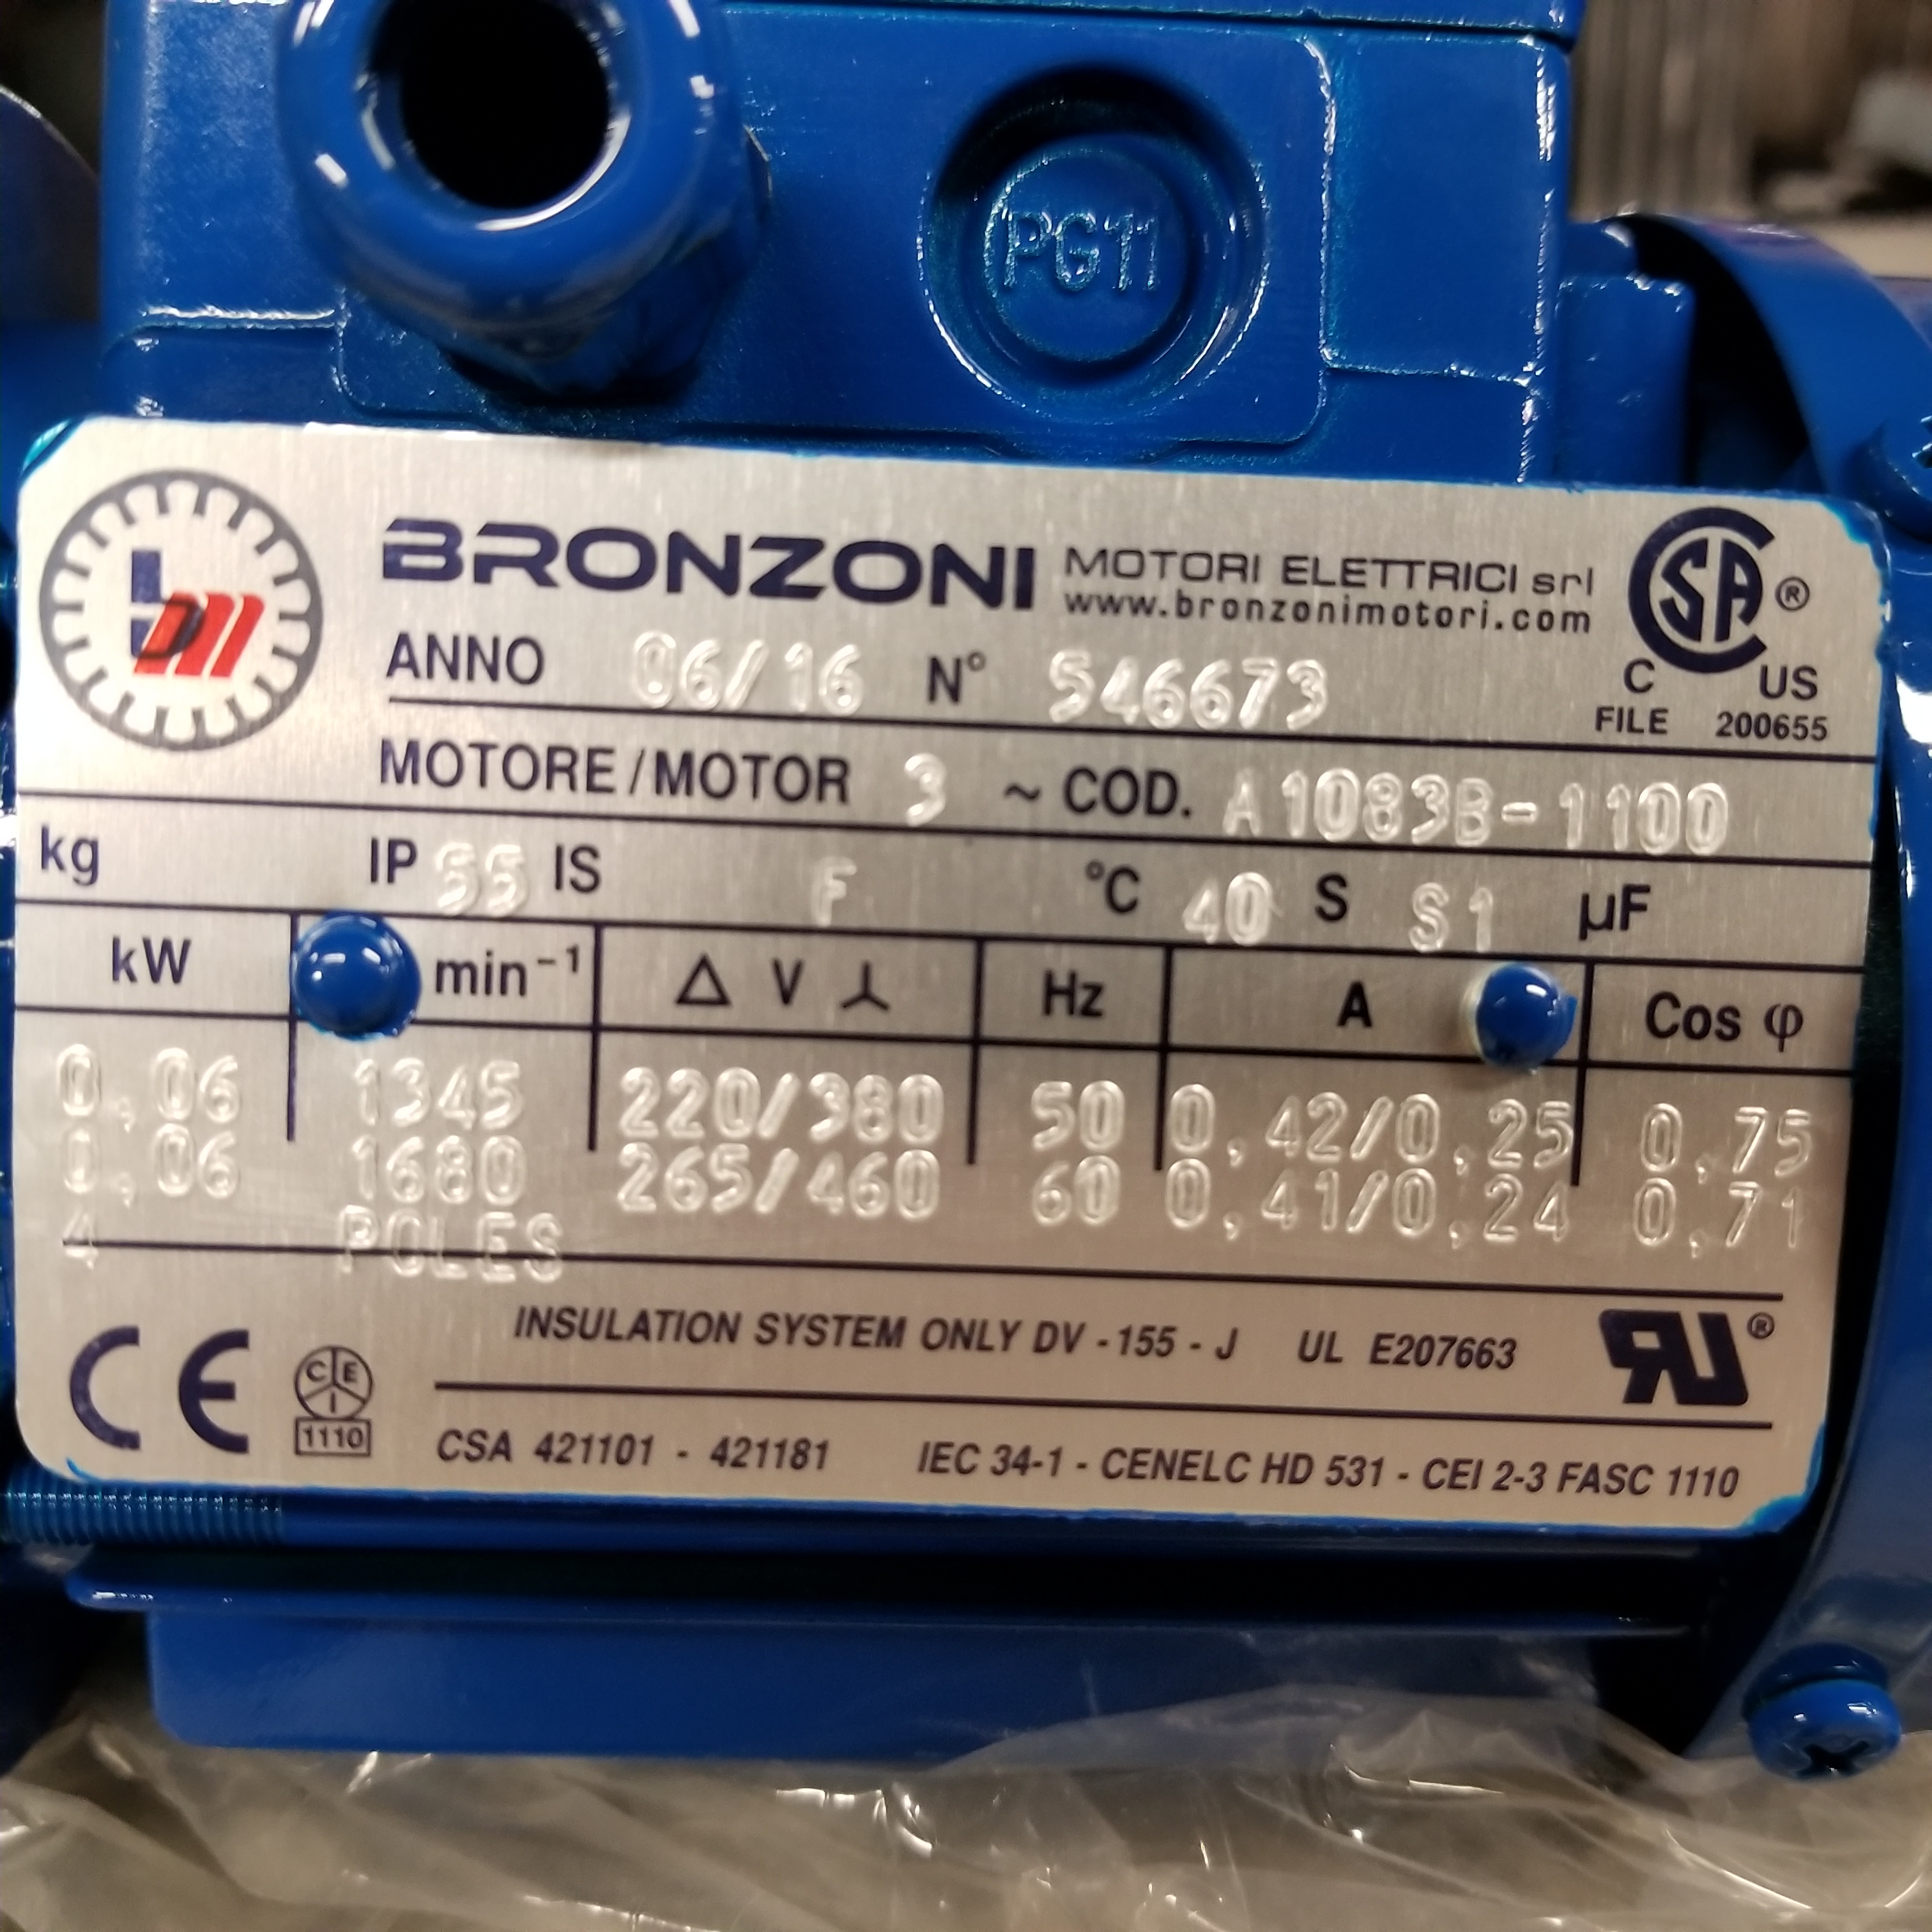 PG11
bm
BRONZONI MOTORI ELETTRICI srl
www.bronzonimotori.com
CSA ®
C US
FILE 200655
ANNO 06/16 N° 546673
MOTORE/MOTOR 3 ~ COD. A1083B-1100
kg IP 55 IS F °C 40 S S1 µF
kW min⁻¹ Δ V ⅄ Hz A Cos φ
0,06 1345 220/380 50 0,42/0,25 0,75
0,06 1680 265/460 60 0,41/0,24 0,71
4 POLES
INSULATION SYSTEM ONLY DV - 155 - J UL E207663
RU ®
CE
CEI
1110
CSA 421101 - 421181 IEC 34-1 - CENELC HD 531 - CEI 2-3 FASC 1110